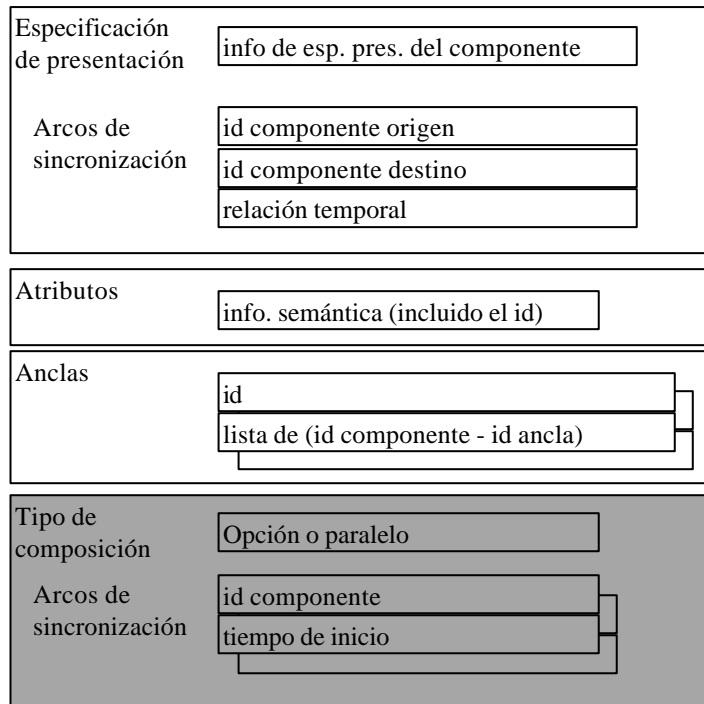 Especificación
de presentación
info de esp. pres. del componente
Arcos de
sincronización
id componente origen
id componente destino
relación temporal
Atributos
info. semántica (incluido el id)
Anclas
id
lista de (id componente - id ancla)
Tipo de
composición
Opción o paralelo
Arcos de
sincronización
id componente
tiempo de inicio